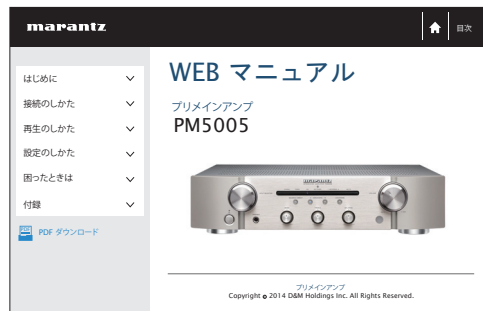 marantz
目次
はじめに
接続のしかた
再生のしかた
設定のしかた
困ったときは
付録
PDF ダウンロード
WEB マニュアル
プリメインアンプ
PM5005
marantz
プリメインアンプ
Copyright © 2014 D&M Holdings Inc. All Rights Reserved.